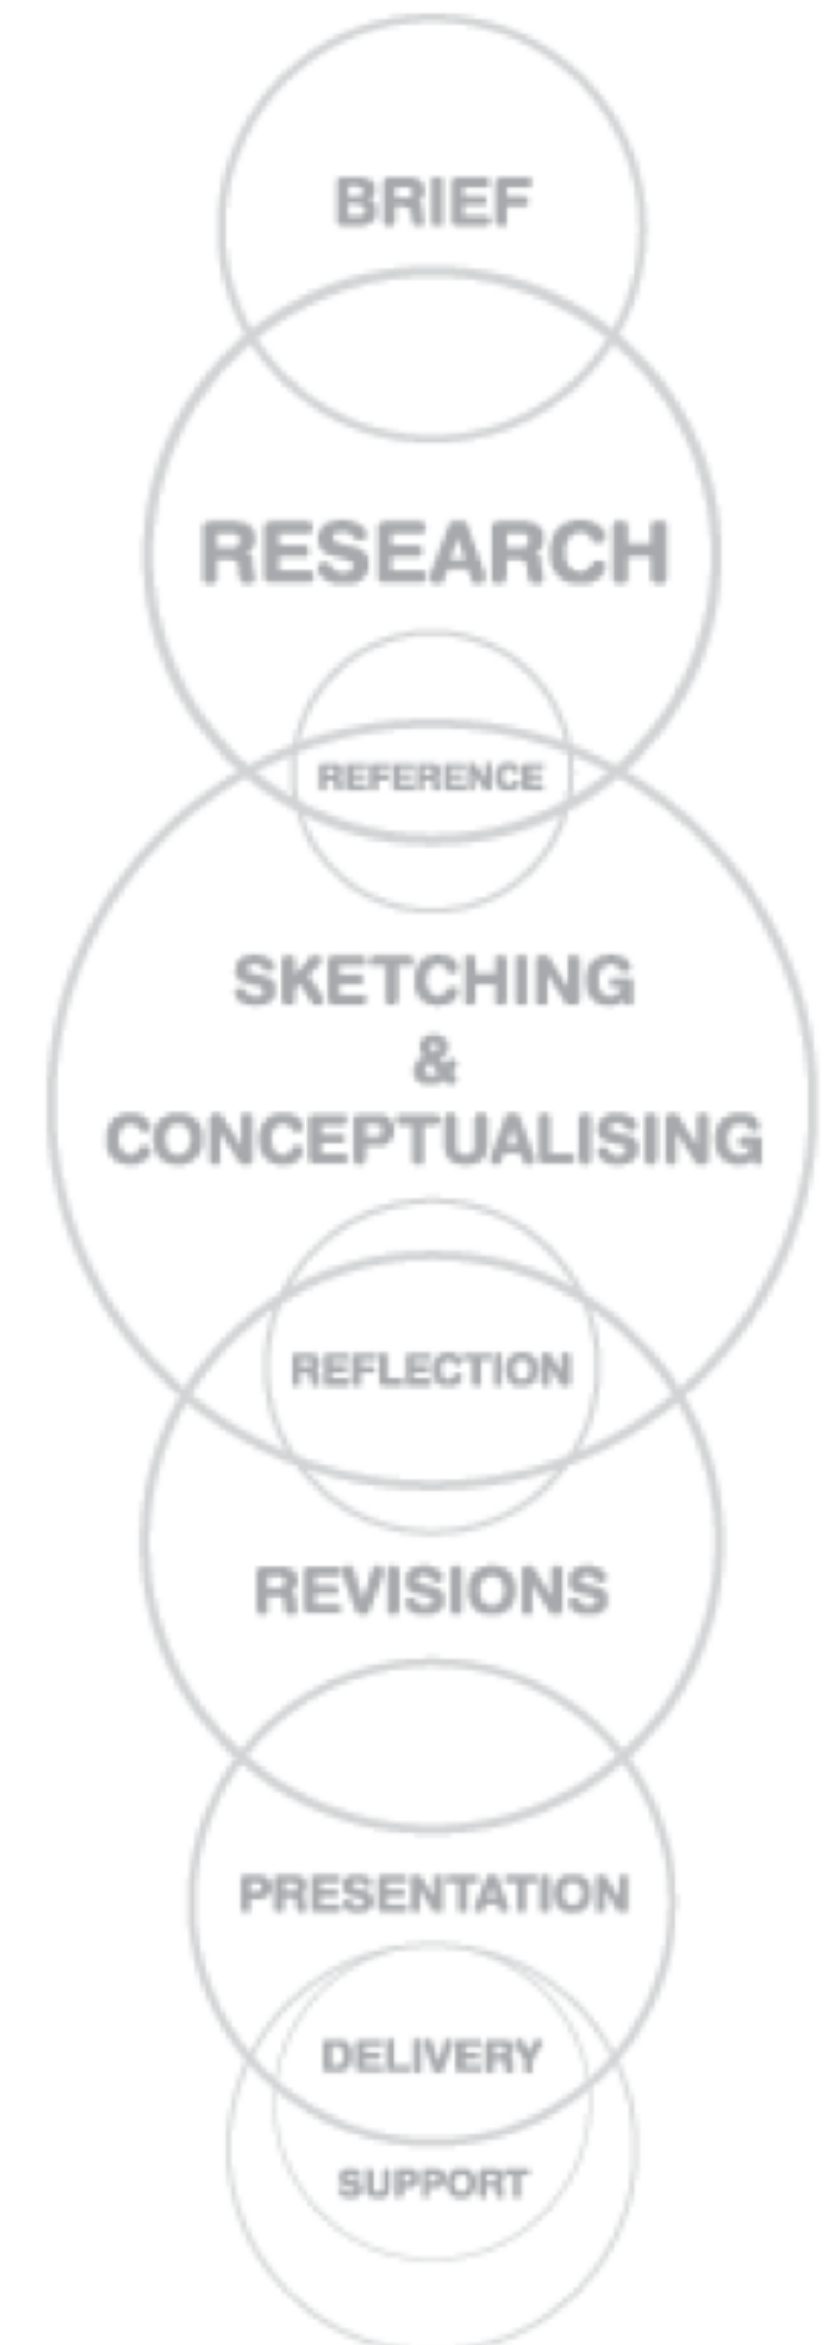 BRIEF
RESEARCH
REFERENCE
SKETCHING
&
CONCEPTUALISING
REFLECTION
REVISIONS
PRESENTATION
DELIVERY
SUPPORT